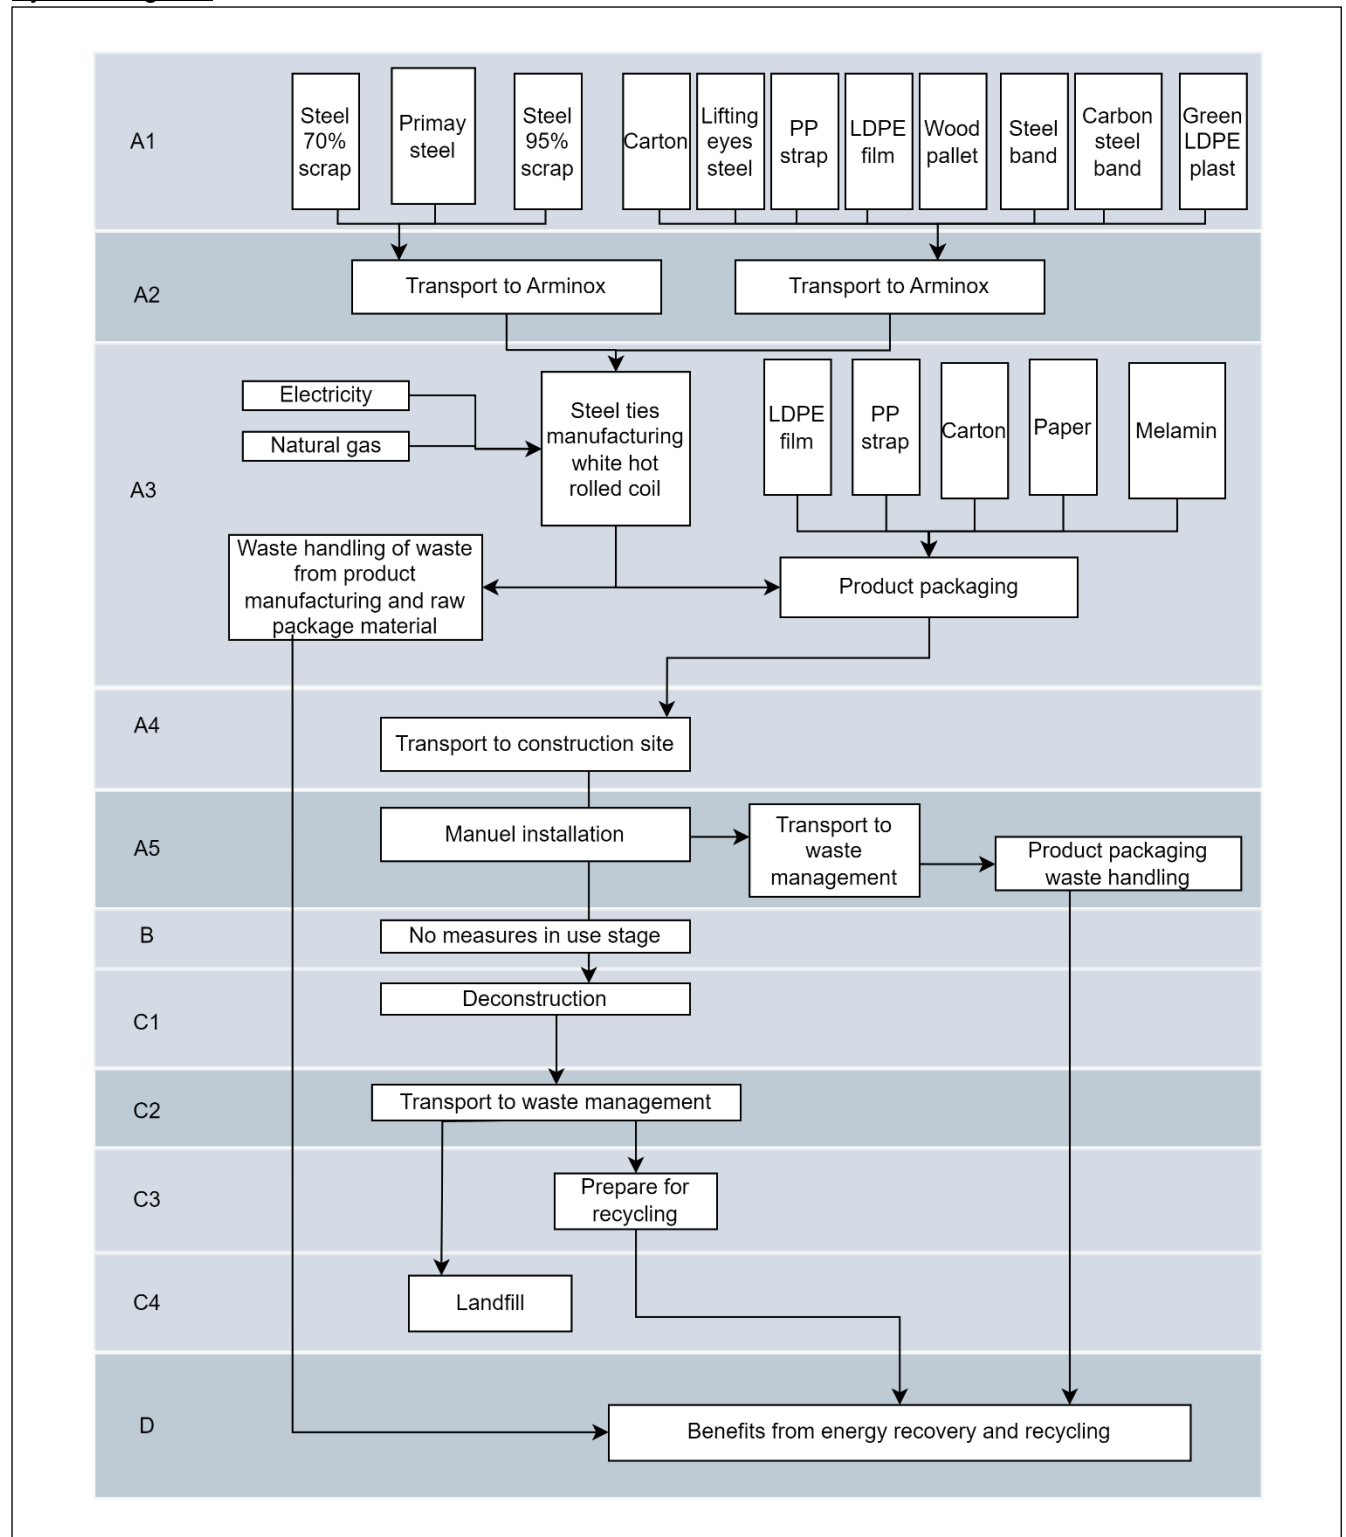 A1
Steel
70%
scrap
Primay
steel
Steel
95%
scrap
Carton
Lifting
eyes
steel
PP
strap
LDPE
film
Wood
pallet
Steel
band
Carbon
steel
band
Green
LDPE
plast
A2
Transport to Arminox
Transport to Arminox
A3
Electricity
Natural gas
Steel ties
manufacturing
white hot
rolled coil
LDPE
film
PP
strap
Carton
Paper
Melamin
Waste handling of waste
from product
manufacturing and raw
package material
Product packaging
A4
Transport to construction site
A5
Manuel installation
Transport to
waste
management
Product packaging
waste handling
B
No measures in use stage
C1
Deconstruction
C2
Transport to waste management
C3
Prepare for
recycling
C4
Landfill
D
Benefits from energy recovery and recycling